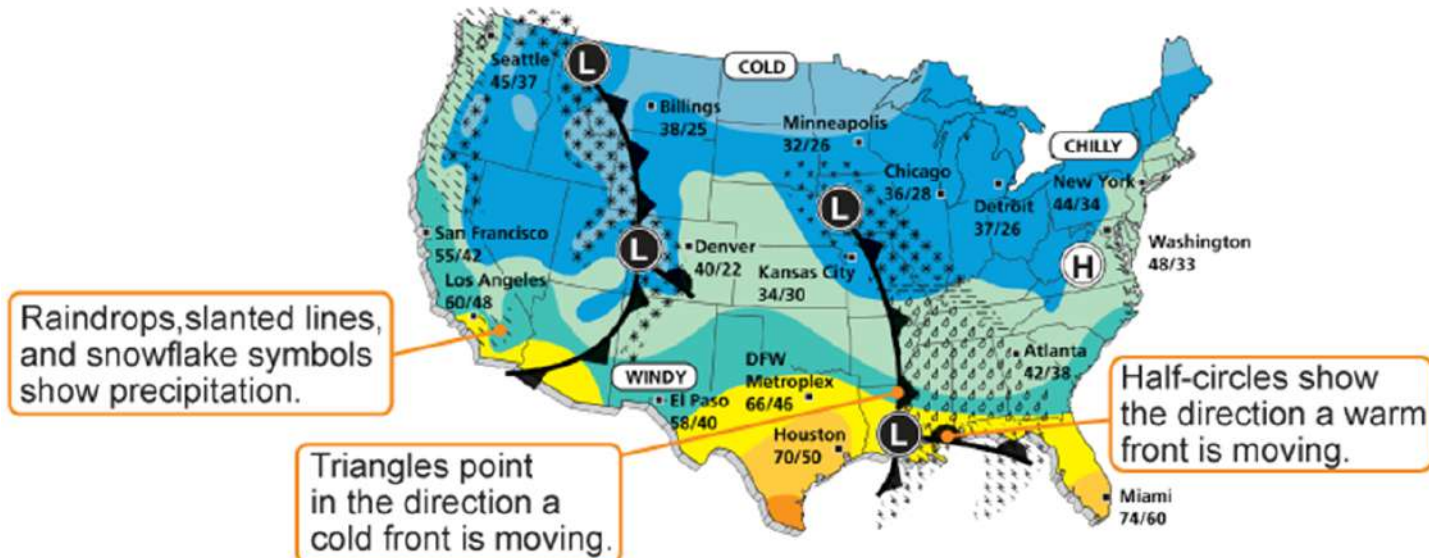 L
COLD
Seattle
45/37
Billings
38/25
Minneapolis
32/26
CHILLY
Chicago
36/28
New York
44/34
Detroit
37/26
L
San Francisco
55/42
L
Denver
40/22
Kansas City
34/30
H
Washington
48/33
Los Angeles
60/48
Raindrops,slanted lines,
and snowflake symbols
show precipitation.
WINDY
El Paso
58/40
DFW
Metroplex
66/46
Atlanta
42/38
Houston
70/50
L
Half-circles show
the direction a warm
front is moving.
Triangles point
in the direction a
cold front is moving.
Miami
74/60